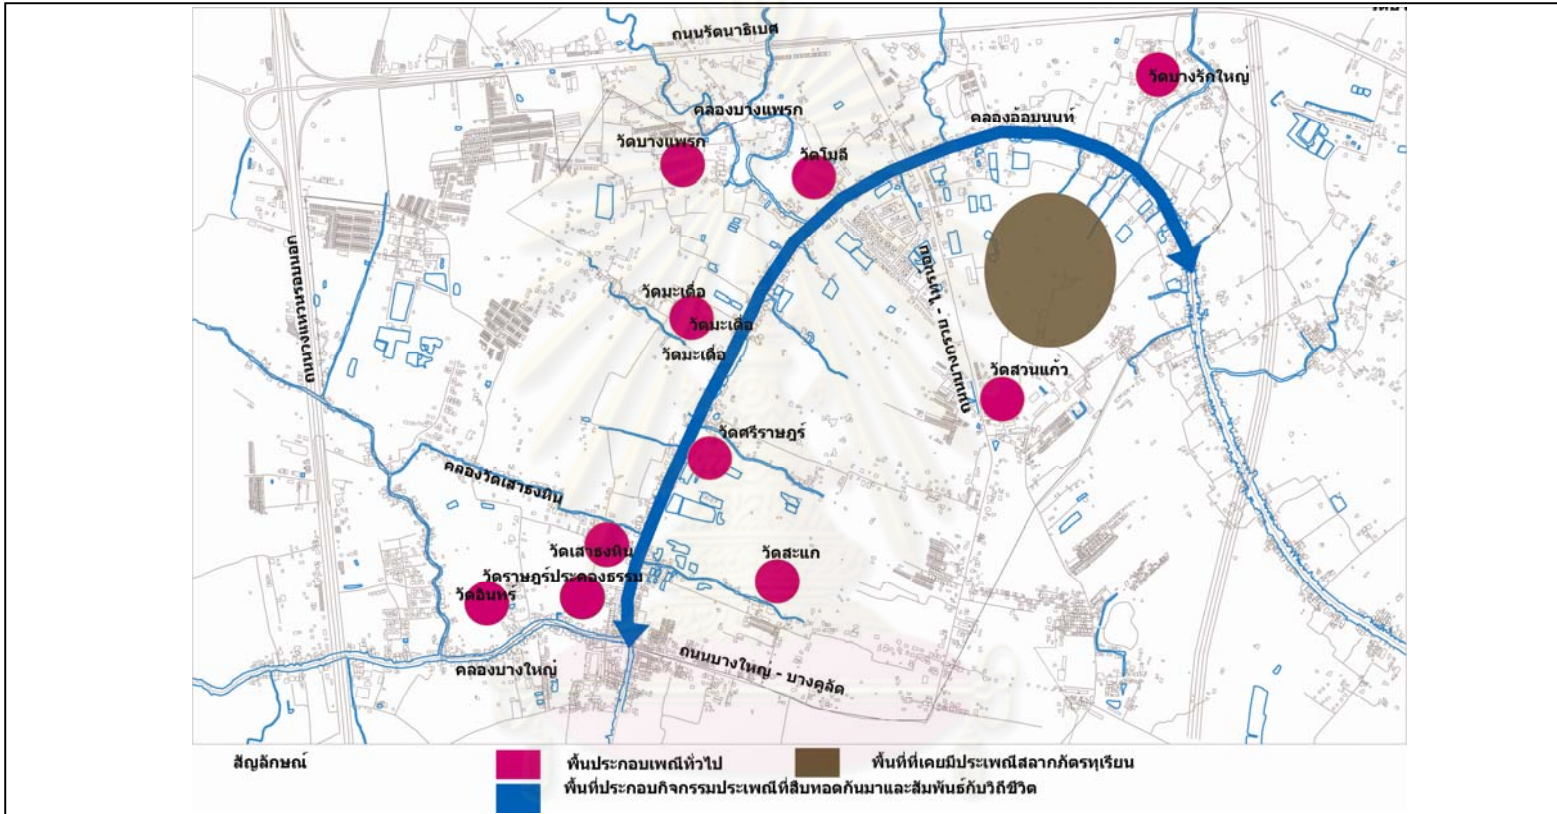 ถนนรัตนาธิเบศ
วัดบางรักใหญ่
คลองบางแพรก
คลองอ้อมนนท์
วัดบางแพรก
วัดโมลี
ถนนบางกรวย - ไทรน้อย
วัดมะเดื่อ
วัดมะเดื่อ
วัดมะเดื่อ
วัดสวนแก้ว
วัดศรีราษฎร์
คลองวัดเสาธงหิน
วัดเสาธงหิน
วัดสะแก
วัดราษฎร์ประคองธรรม
วัดอินทร์
คลองบางใหญ่
ถนนบางใหญ่ - บางคูลัด
สัญลักษณ์
พื้นประกอบเพณีทั่วไป
พื้นที่ที่เคยมีประเพณีสลากภัตรทุเรียน
พื้นที่ประกอบกิจกรรมประเพณีที่สืบทอดกันมาและสัมพันธ์กับวิถีชีวิต